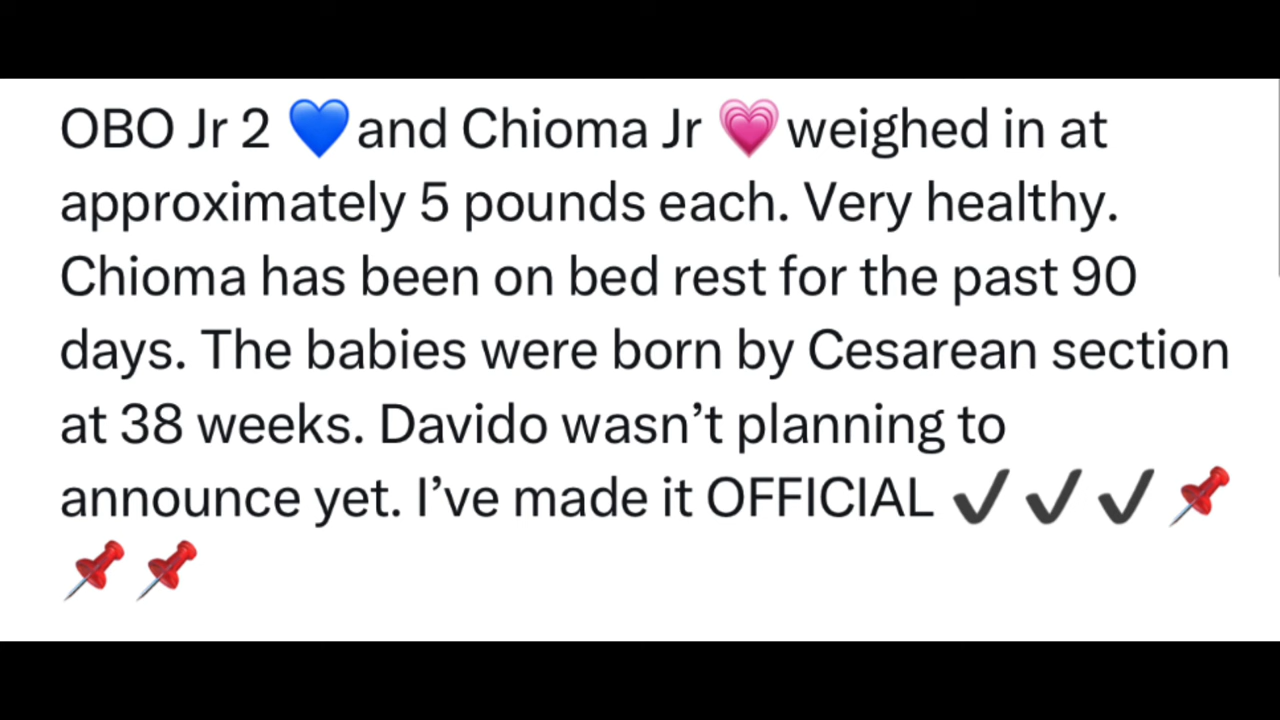 OBO Jr 2 💙and Chioma Jr 💗weighed in at
approximately 5 pounds each. Very healthy.
Chioma has been on bed rest for the past 90
days. The babies were born by Cesarean section
at 38 weeks. Davido wasn’t planning to
announce yet. I’ve made it OFFICIAL ✔️✔️✔️📌
📌📌